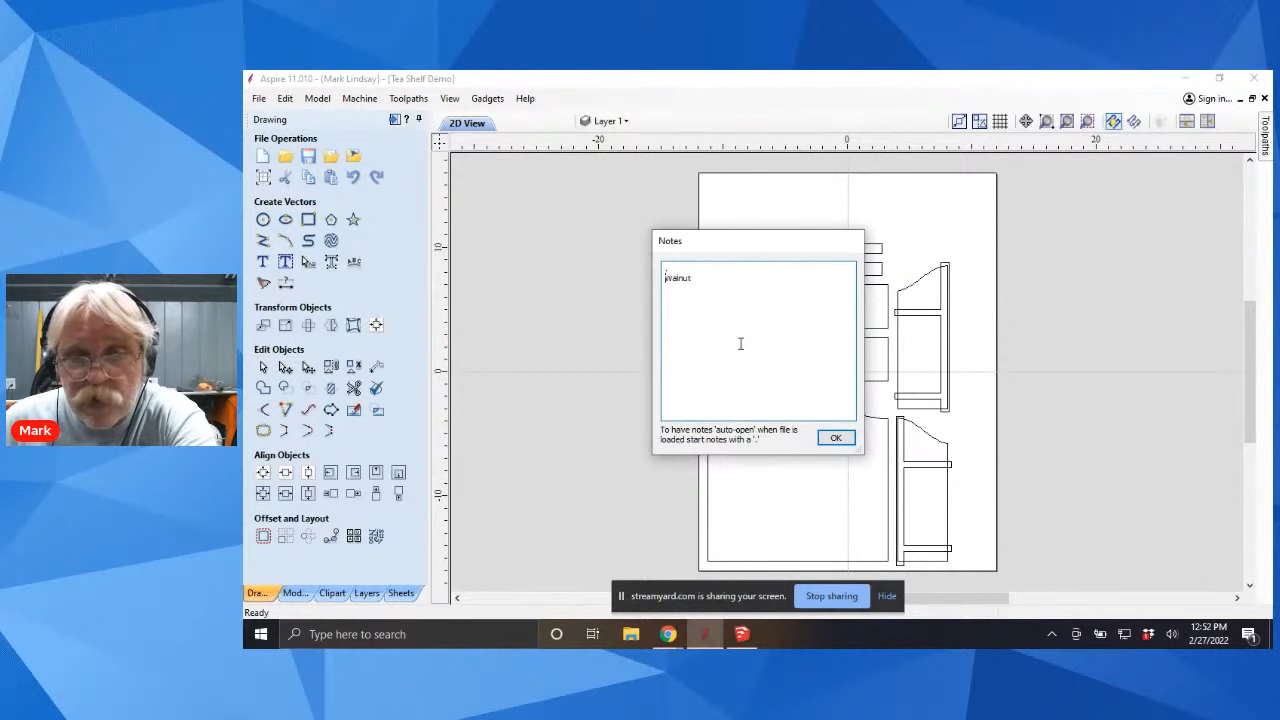 Aspire 11.010 - {Mark Lindsay} - [Tea Shelf Demo]
File Edit Model Machine Toolpaths View Gadgets Help
Sign in...
Drawing
2D View
Layer 1
Toolpaths
File Operations
-20 0 20
Create Vectors
10
Notes
Walnut
Transform Objects
Edit Objects
0
Mark
To have notes 'auto-open' when file is
loaded start notes with a '.'
OK
Align Objects
-10
Offset and Layout
Dra... Mod... Clipart Layers Sheets
streamyard.com is sharing your screen. Stop sharing Hide
Ready
Type here to search
12:52 PM
2/27/2022
1